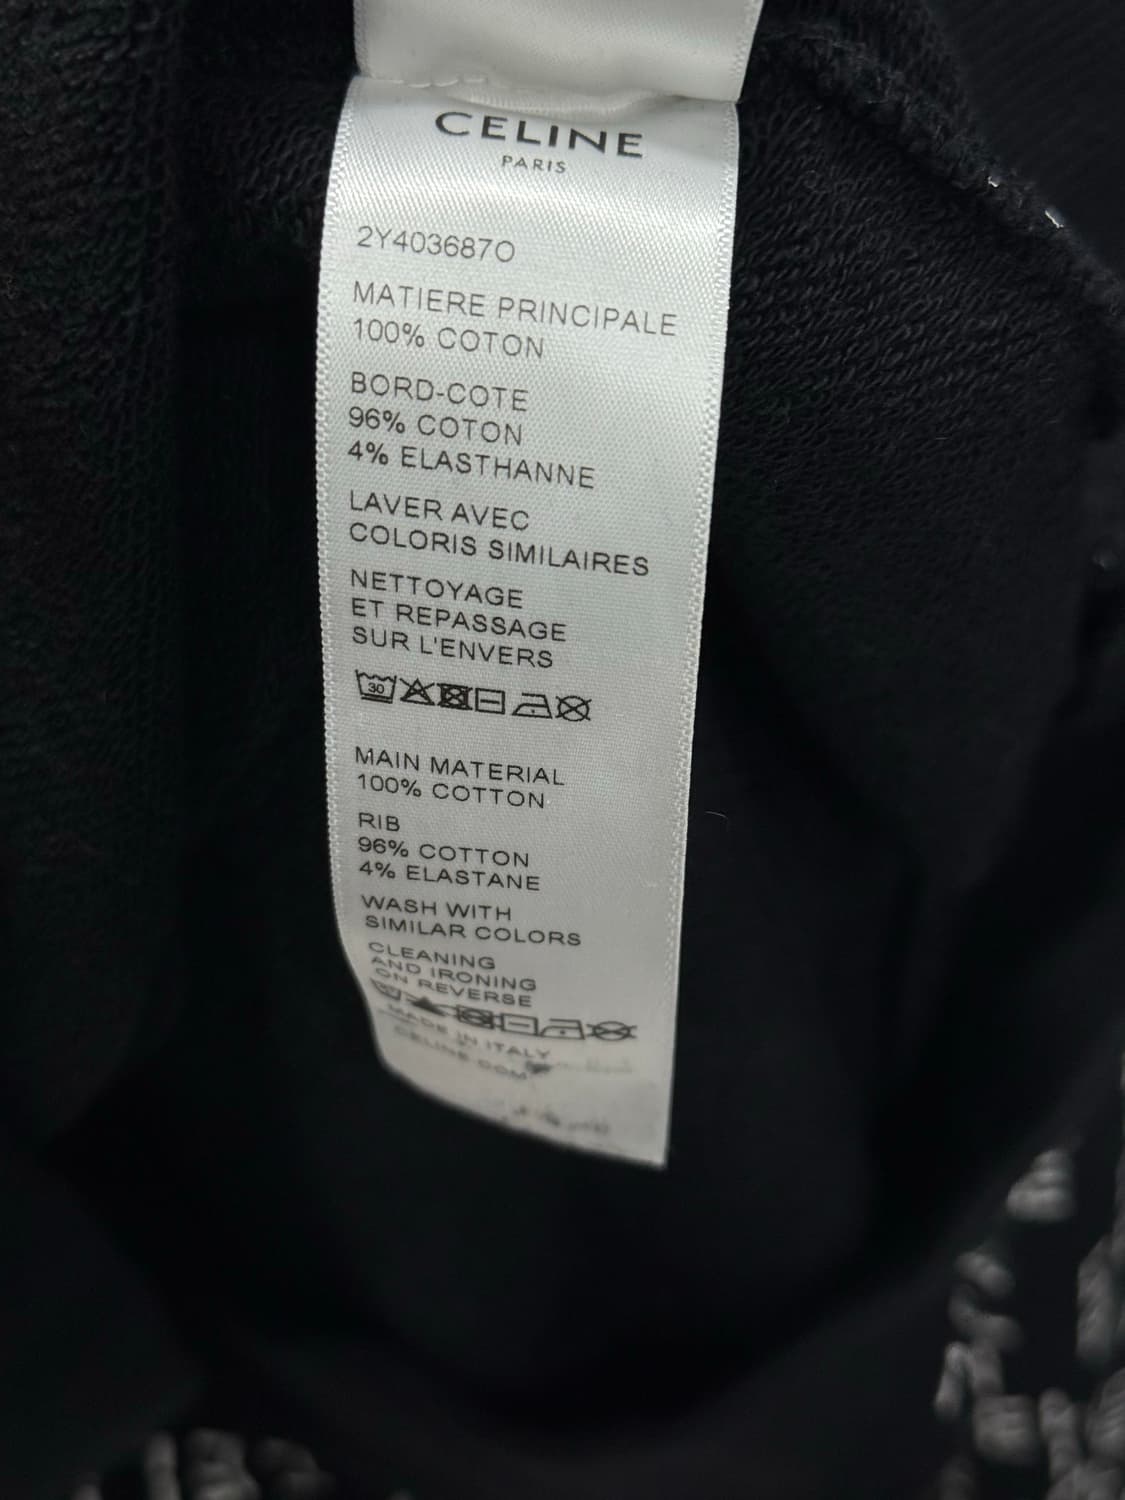 CELINE
PARIS
2Y403687O
MATIERE PRINCIPALE
100% COTON
BORD-COTE
96% COTON
4% ELASTHANNE
LAVER AVEC
COLORIS SIMILAIRES
NETTOYAGE
ET REPASSAGE
SUR L'ENVERS
30
MAIN MATERIAL
100% COTTON
RIB
96% COTTON
4% ELASTANE
WASH WITH
SIMILAR COLORS
CLEANING
AND IRONING
ON REVERSE
MADE IN ITALY
CELINE.COM